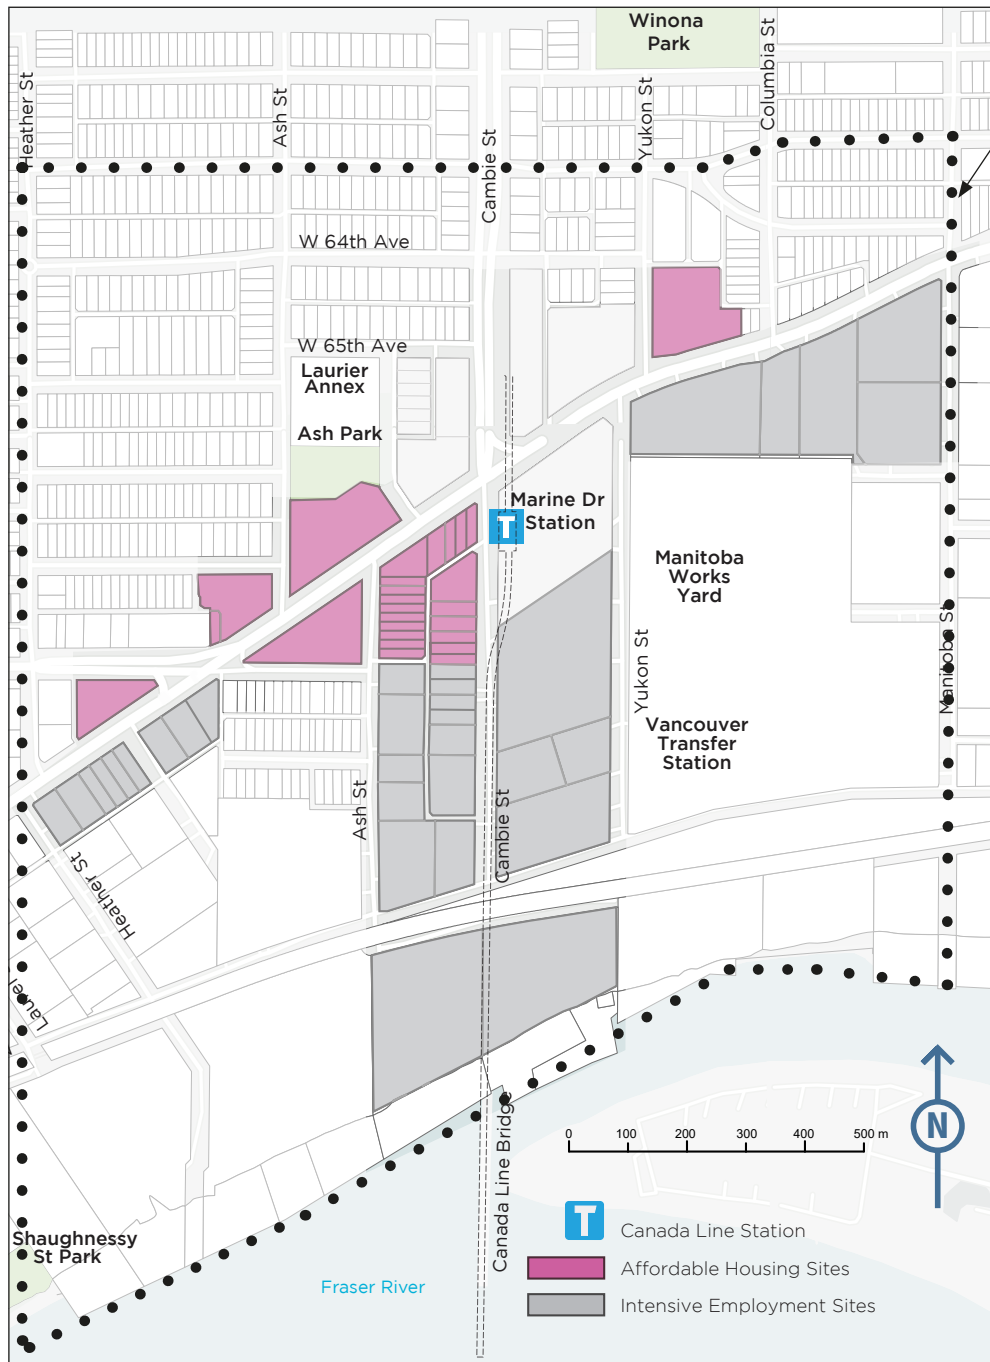 Winona
Park
Heather St
Ash St
Cambie St
Yukon St
Columbia St
W 64th Ave
W 65th Ave
Laurier
Annex
Ash Park
Marine Dr
Station
T
Manitoba
Works
Yard
Yukon St
Manitoba St
Vancouver
Transfer
Station
Ash St
Cambie St
Heather St
Laurel
N
0 100 200 300 400 500 m
Canada Line Bridge
Shaughnessy
St Park
Fraser River
T Canada Line Station
Affordable Housing Sites
Intensive Employment Sites